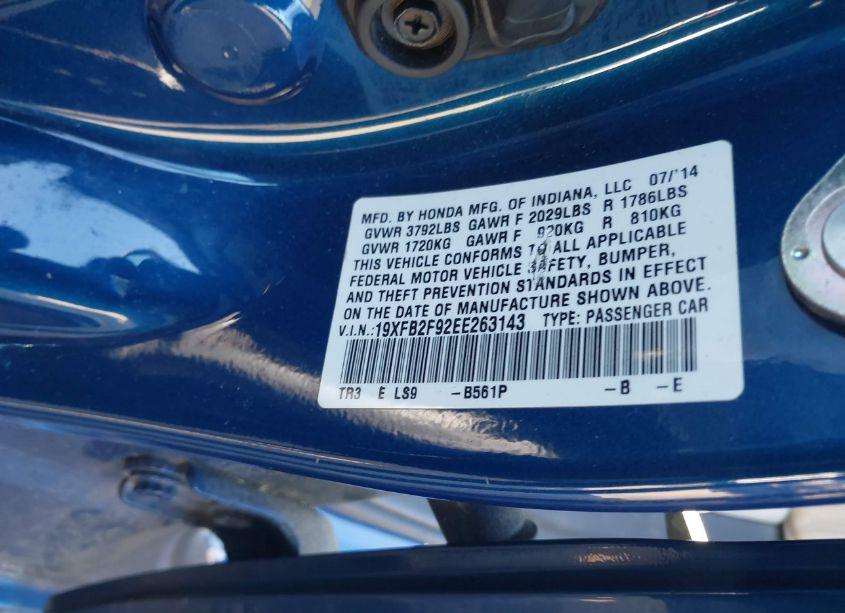 MFD. BY HONDA MFG. OF INDIANA, LLC 07/'14
GVWR 3792LBS GAWR F 2029LBS R 1786LBS
GVWR 1720KG GAWR F 920KG R 810KG
THIS VEHICLE CONFORMS TO ALL APPLICABLE
FEDERAL MOTOR VEHICLE SAFETY, BUMPER,
AND THEFT PREVENTION STANDARDS IN EFFECT
ON THE DATE OF MANUFACTURE SHOWN ABOVE.
V.I.N.:19XFB2F92EE263143 TYPE: PASSENGER CAR
TR3 E LS9 -B561P -B -E